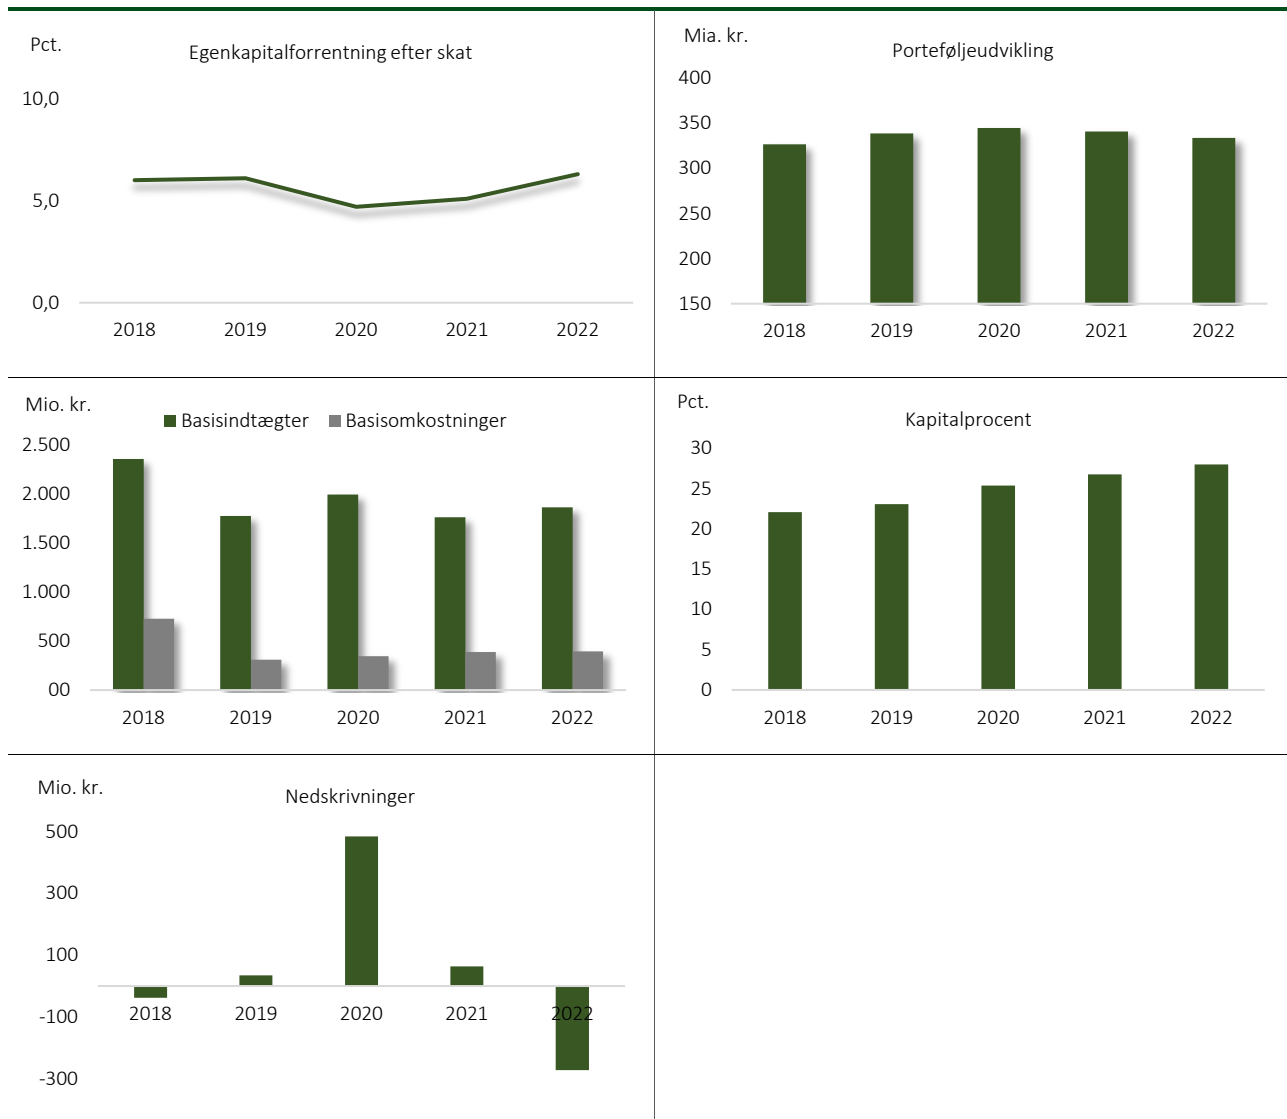 Pct.
Egenkapitalforrentning efter skat
10,0
5,0
0,0
2018 2019 2020 2021 2022
Mia. kr.
Porteføljeudvikling
400
350
300
250
200
150
2018 2019 2020 2021 2022
Mio. kr.
Basisindtægter Basisomkostninger
2.500
2.000
1.500
1.000
500
00
2018 2019 2020 2021 2022
Pct.
Kapitalprocent
30
25
20
15
10
5
0
2018 2019 2020 2021 2022
Mio. kr.
Nedskrivninger
500
300
100
-100
-300
2018 2019 2020 2021 2022